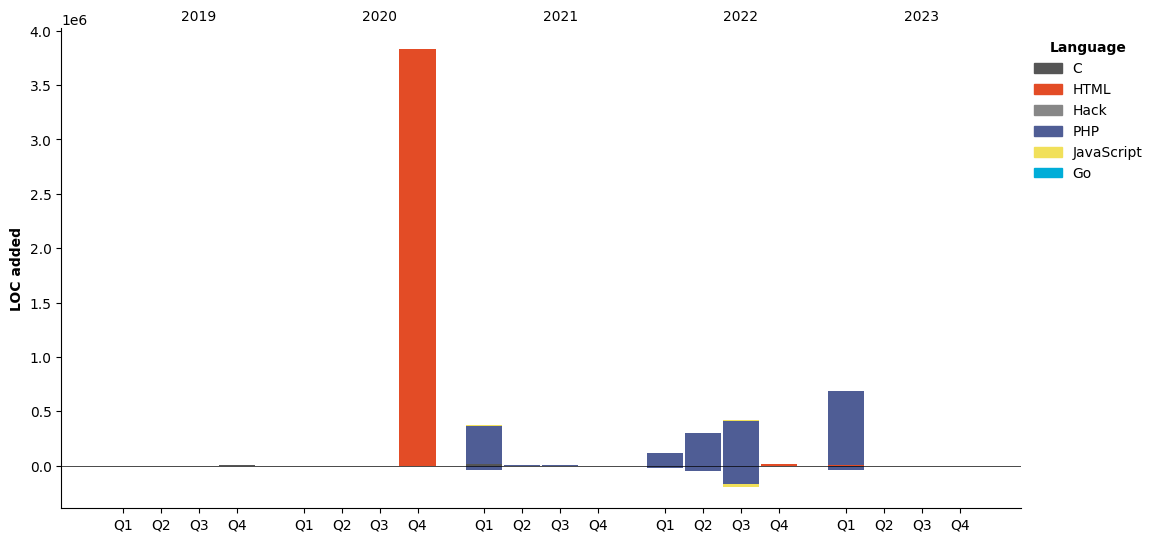 2019 2020 2021 2022 2023
1e6
4.0
3.5
3.0
2.5
2.0
1.5
1.0
0.5
0.0
LOC added
Q1 Q2 Q3 Q4 Q1 Q2 Q3 Q4 Q1 Q2 Q3 Q4 Q1 Q2 Q3 Q4 Q1 Q2 Q3 Q4
Language
C
HTML
Hack
PHP
JavaScript
Go